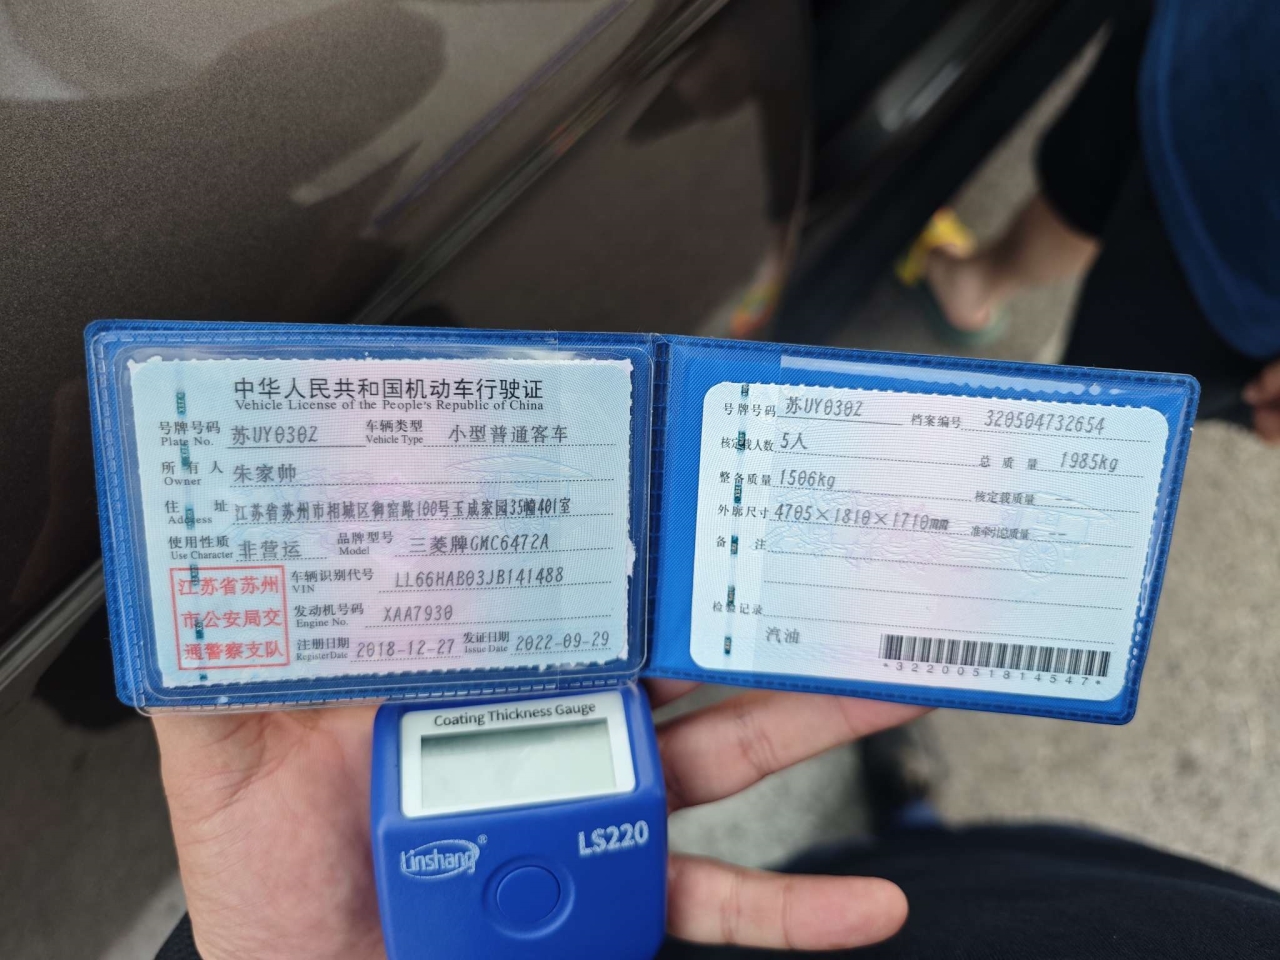 中华人民共和国机动车行驶证
Vehicle License of the People's Republic of China
号牌号码 Plate No. 苏UY030Z 车辆类型 Vehicle Type 小型普通客车
所有人 Owner 朱家帅
住址 Address 江苏省苏州市相城区御窑路100号玉成家园35幢401室
使用性质 Use Character 非营运 品牌型号 Model 三菱牌GMC6472A
江苏省苏州
市公安局交
通警察支队
车辆识别代号 VIN LL66HAB03JB141488
发动机号码 Engine No. XAA7930
注册日期 Register Date 2018-12-27 发证日期 Issue Date 2022-09-29
号牌号码 苏UY030Z 档案编号 320504732654
核定载人数 5人 总质量 1985kg
整备质量 1506kg 核定载质量 --
外廓尺寸 4705×1810×1710mm 准牵引总质量 --
备注
检验记录
汽油
*3220051814547*
Coating Thickness Gauge
Linshang®
LS220